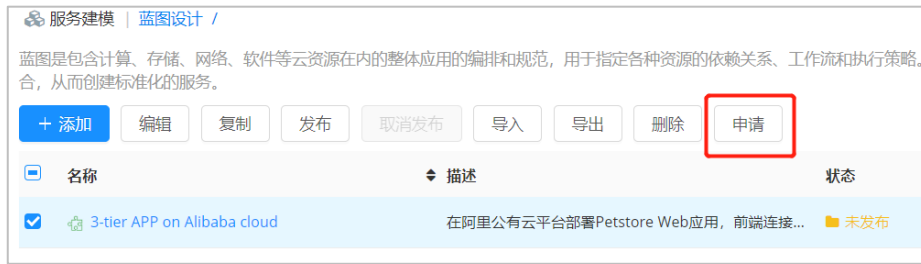 服务建模 | 蓝图设计 /
蓝图是包含计算、存储、网络、软件等云资源在内的整体应用的编排和规范，用于指定各种资源的依赖关系、工作流和执行策略。
合，从而创建标准化的服务。
+ 添加 编辑 复制 发布 取消发布 导入 导出 删除 申请
名称 描述 状态
3-tier APP on Alibaba cloud 在阿里公有云平台部署Petstore Web应用，前端连接... 未发布